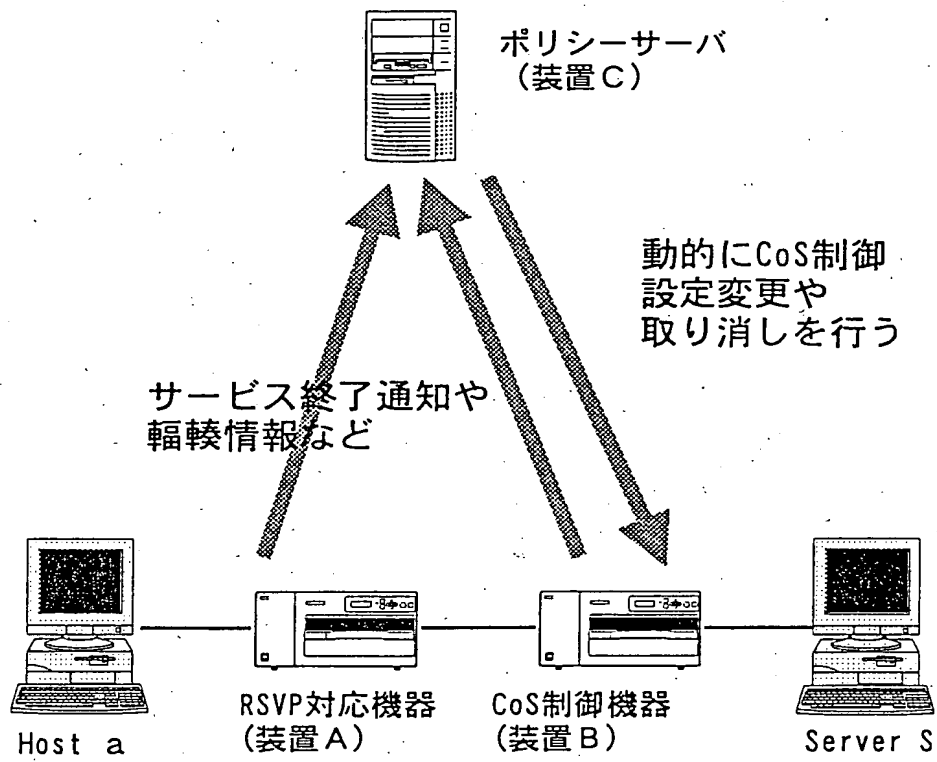 ポリシーサーバ
(装置C)
動的にCoS制御
設定変更や
取り消しを行う
サービス終了通知や
輻輳情報など
RSVP対応機器
(装置A)
CoS制御機器
(装置B)
Host a
Server S